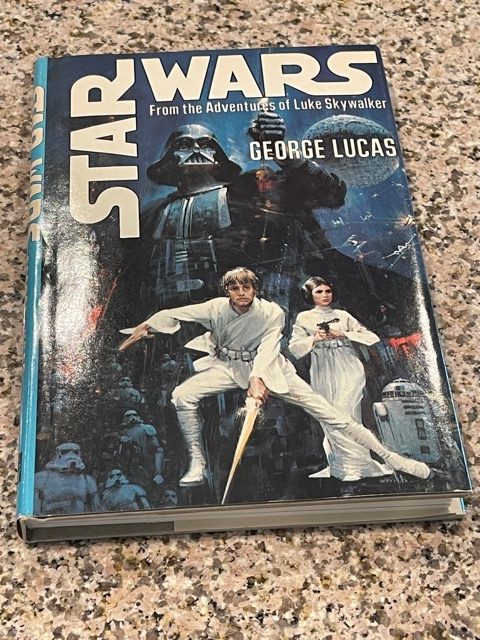 STAR WARS
From the Adventures of Luke Skywalker
GEORGE LUCAS
STAR WARS